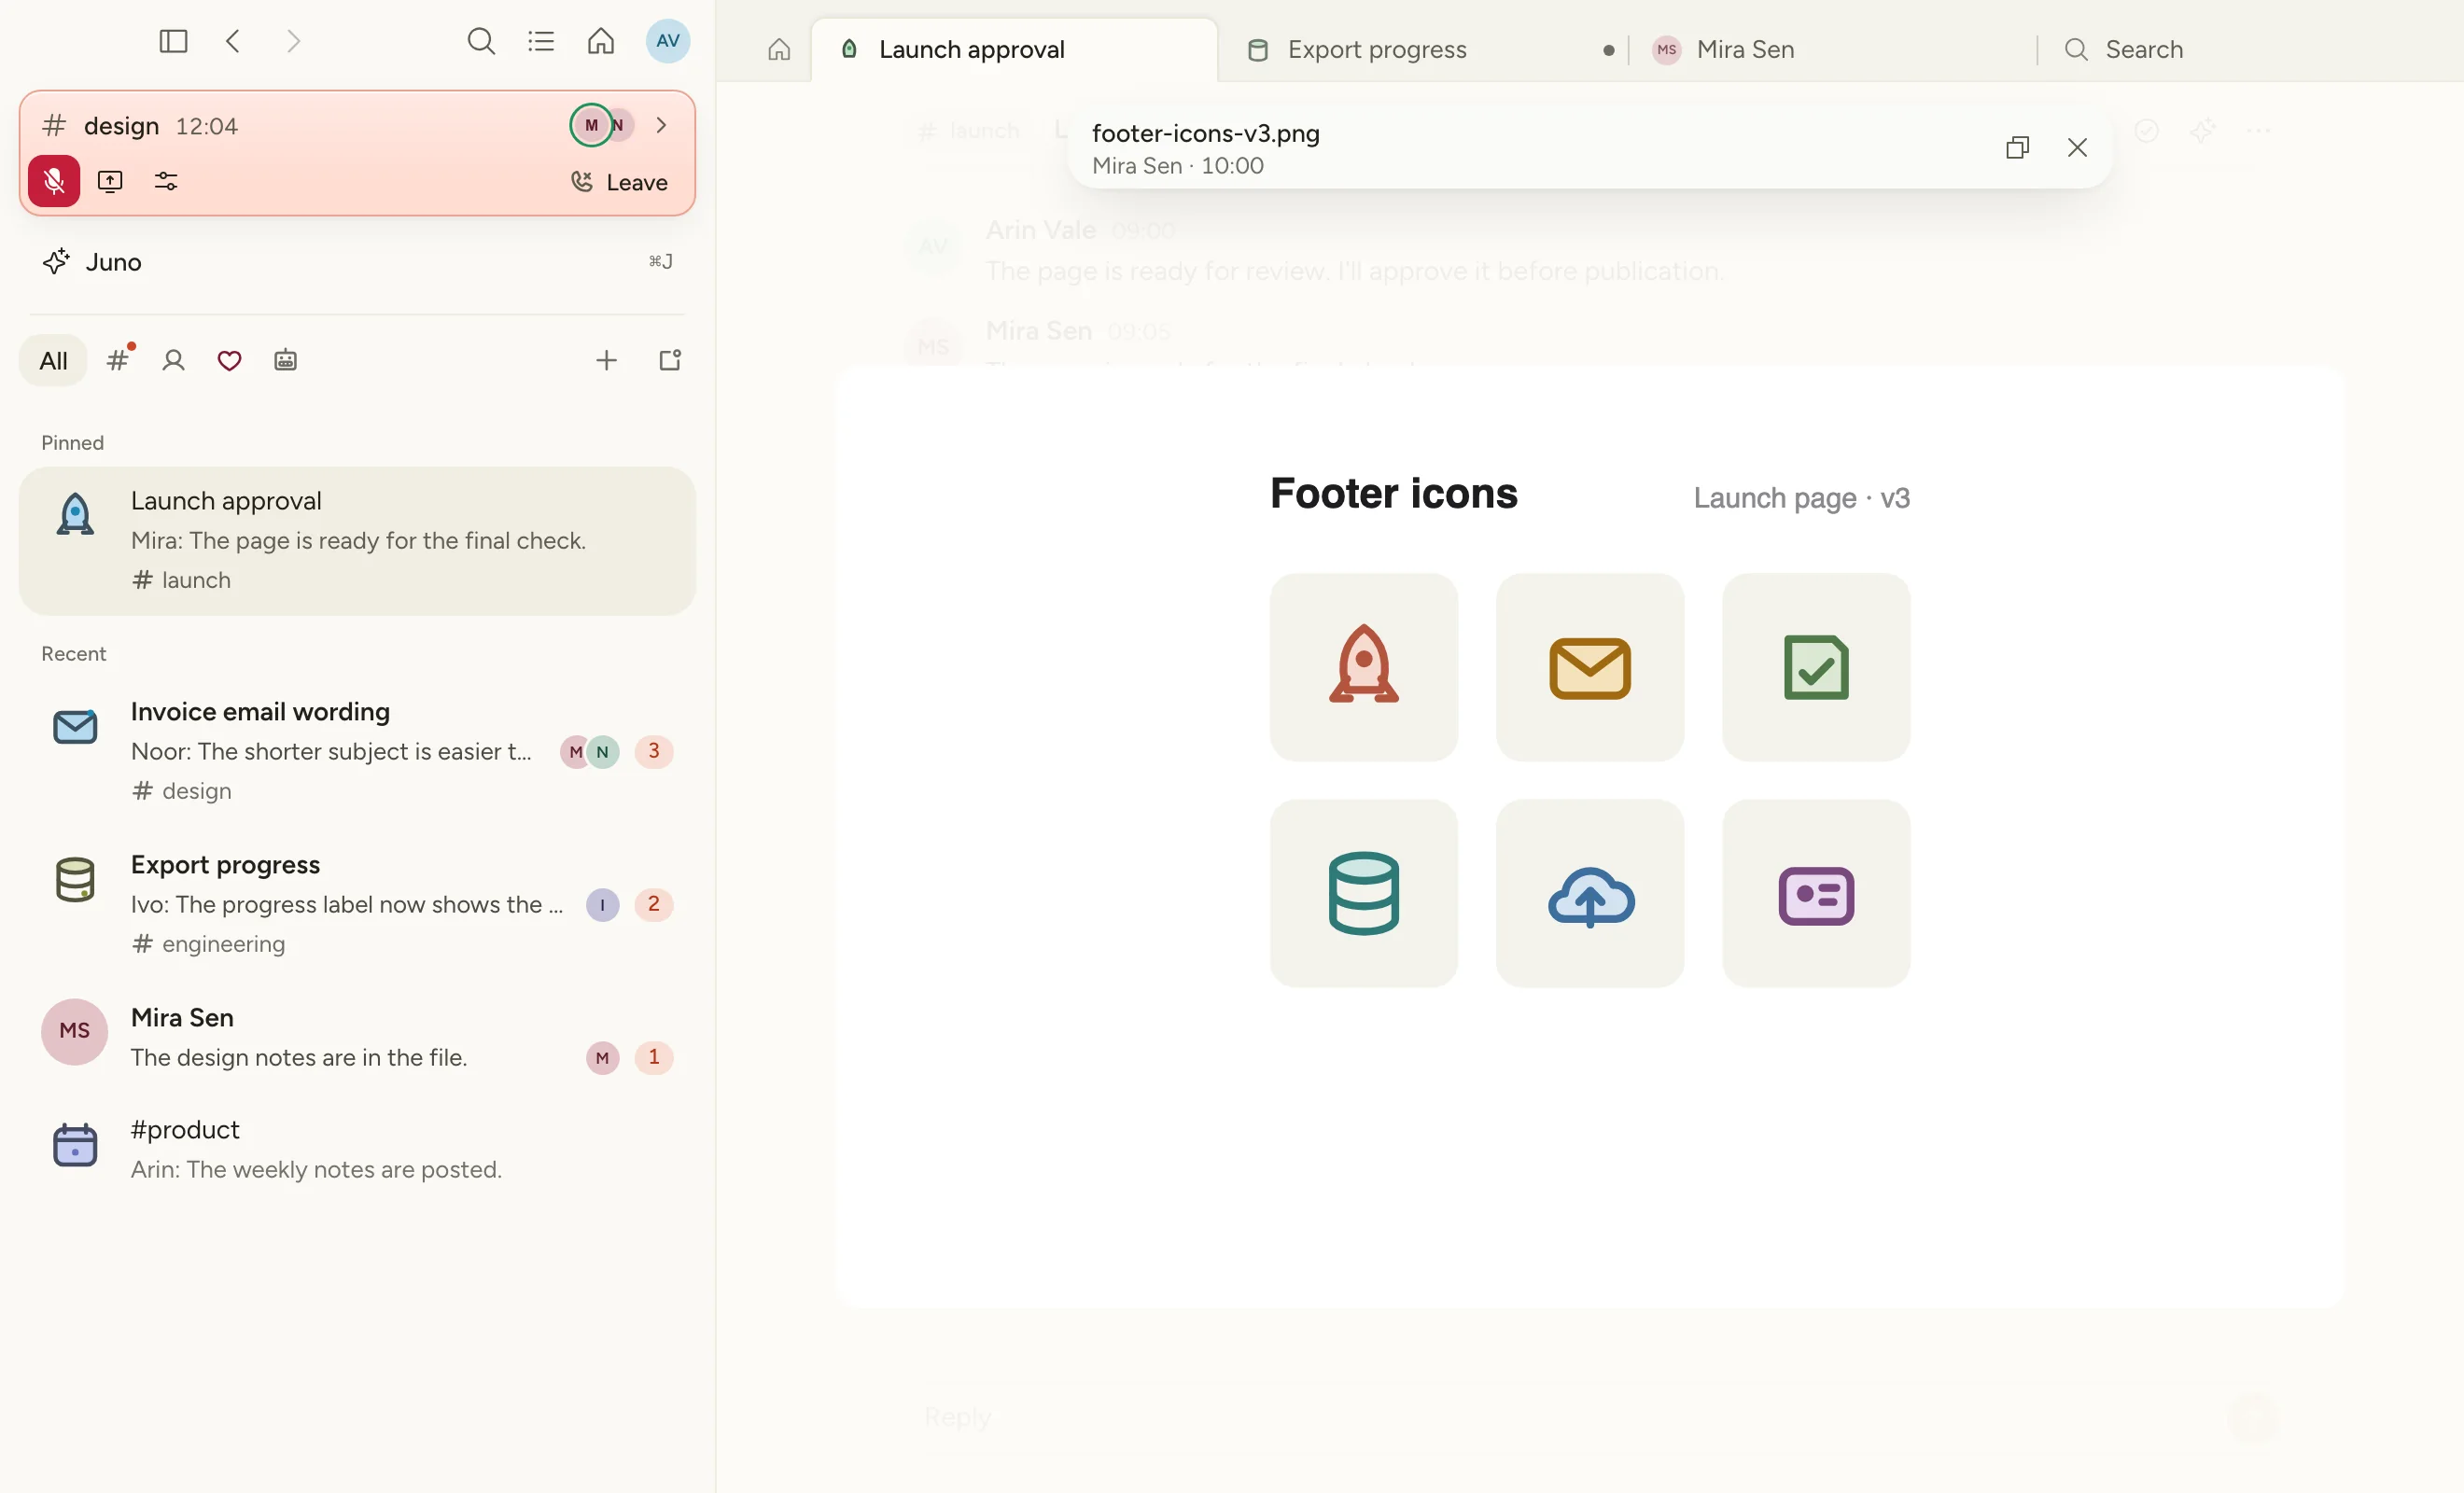 AV
# design 12:04
M N
Leave
Juno
⌘J
All
Pinned
Launch approval
Mira: The page is ready for the final check.
# launch
Recent
Invoice email wording
Noor: The shorter subject is easier t...
M N 3
# design
Export progress
Ivo: The progress label now shows the ...
I 2
# engineering
MS
Mira Sen
The design notes are in the file.
M 1
#product
Arin: The weekly notes are posted.
Launch approval
Export progress
MS Mira Sen
Search
# launch L
footer-icons-v3.png
Mira Sen · 10:00
AV
Arin Vale 09:00
The page is ready for review. I'll approve it before publication.
MS
Mira Sen 09:05
Footer icons
Launch page · v3
Reply